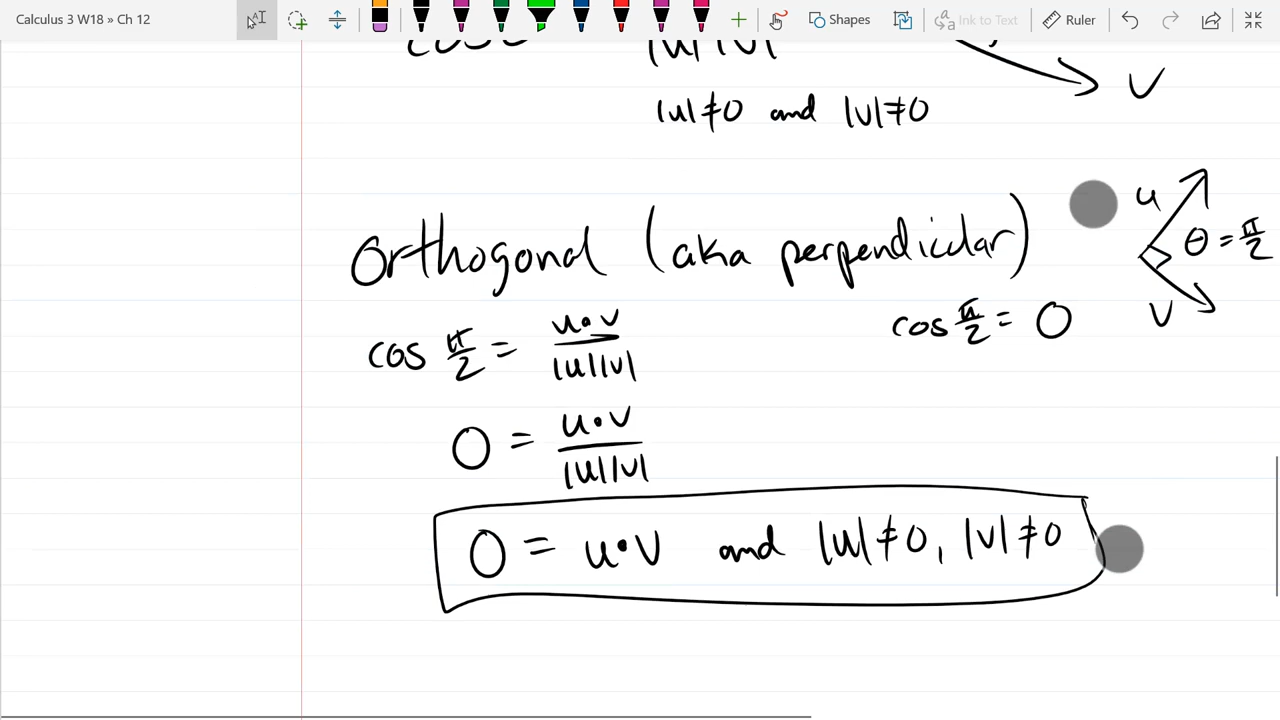 Calculus 3 W18 » Ch 12
Shapes
Ink to Text
Ruler
|u| |v|
v
|u|≠0 and |v|≠0
Orthogonal (aka perpendicular)
u
θ = π/2
v
cos π/2 = 0
cos π/2 = u•v / |u||v|
0 = u•v / |u||v|
0 = u•v and |u|≠0, |v|≠0